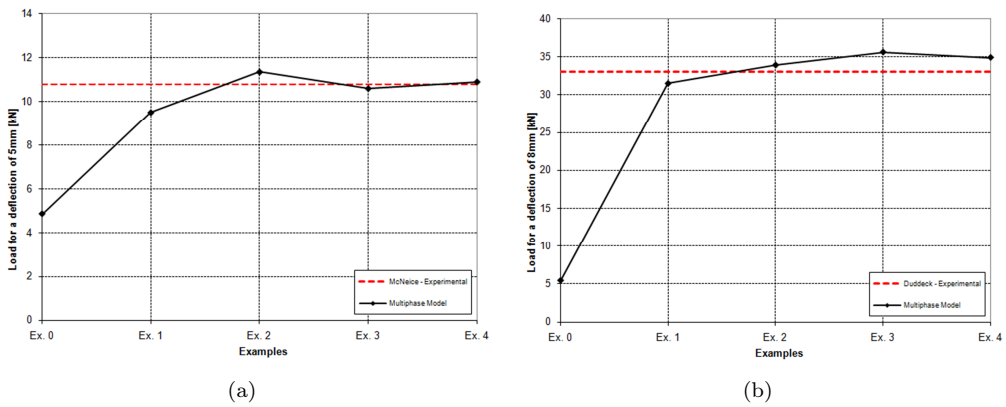 Load for a deflection of 5mm [kN]
14
12
10
8
6
4
2
0
Ex. 0 Ex. 1 Ex. 2 Ex. 3 Ex. 4
Examples
McNeice - Experimental
Multiphase Model
(a)
Load for a deflection of 8mm [kN]
40
35
30
25
20
15
10
5
0
Ex. 0 Ex. 1 Ex. 2 Ex. 3 Ex. 4
Examples
Duddeck - Experimental
Multiphase Model
(b)